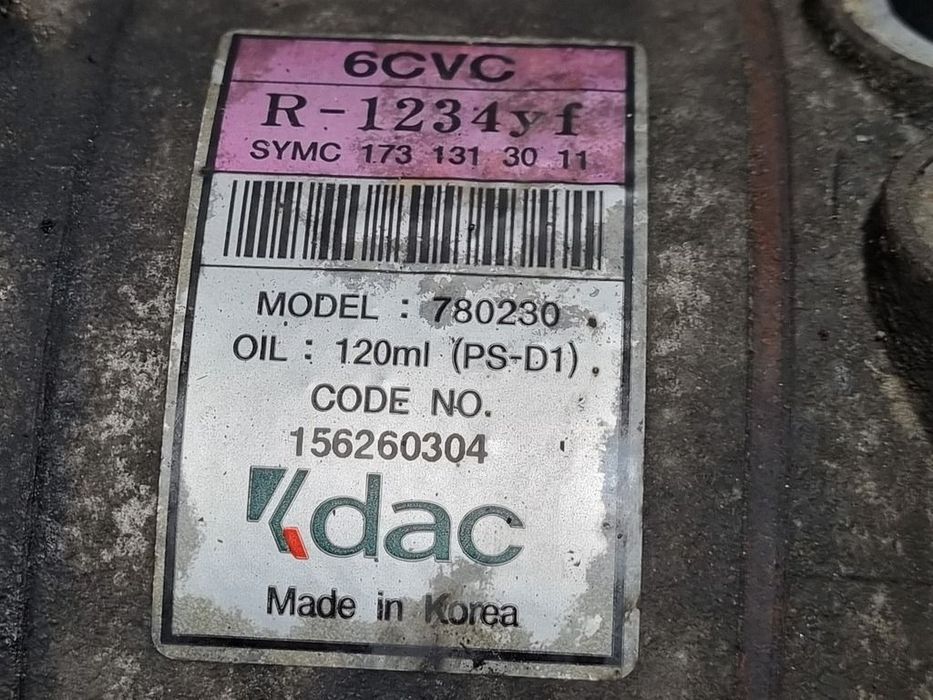 6CVC
R-1234yf
SYMC 173 131 30 11
MODEL : 780230
OIL : 120ml (PS-D1)
CODE NO.
156260304
Kdac
Made in Korea